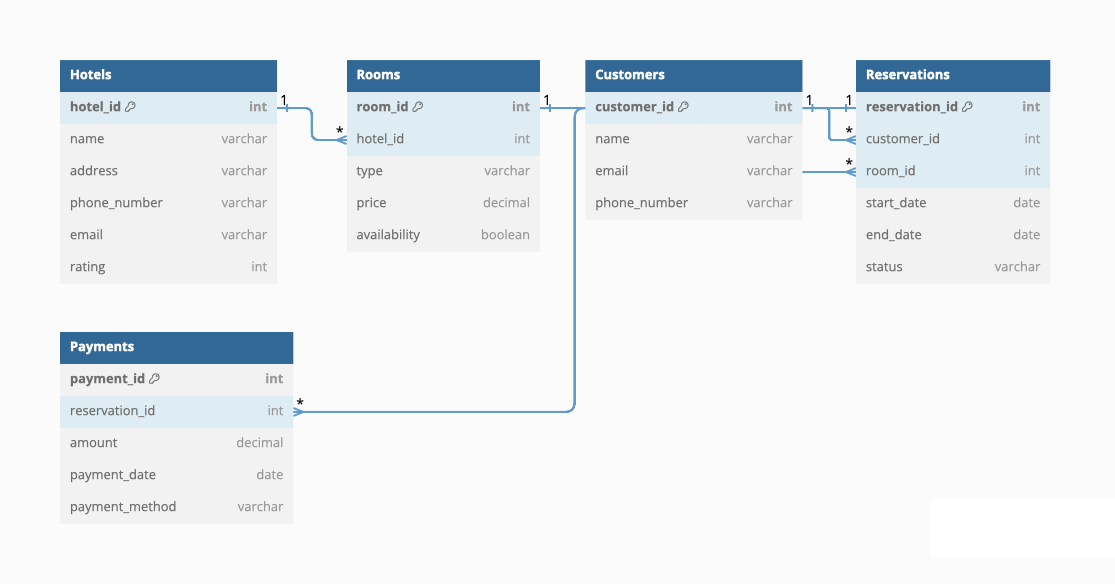 Hotels
hotel_id int
name varchar
address varchar
phone_number varchar
email varchar
rating int
1
*
Rooms
room_id int
hotel_id int
type varchar
price decimal
availability boolean
1
Customers
customer_id int
name varchar
email varchar
phone_number varchar
1
1
*
*
Reservations
reservation_id int
customer_id int
room_id int
start_date date
end_date date
status varchar
Payments
payment_id int
reservation_id int
amount decimal
payment_date date
payment_method varchar
*